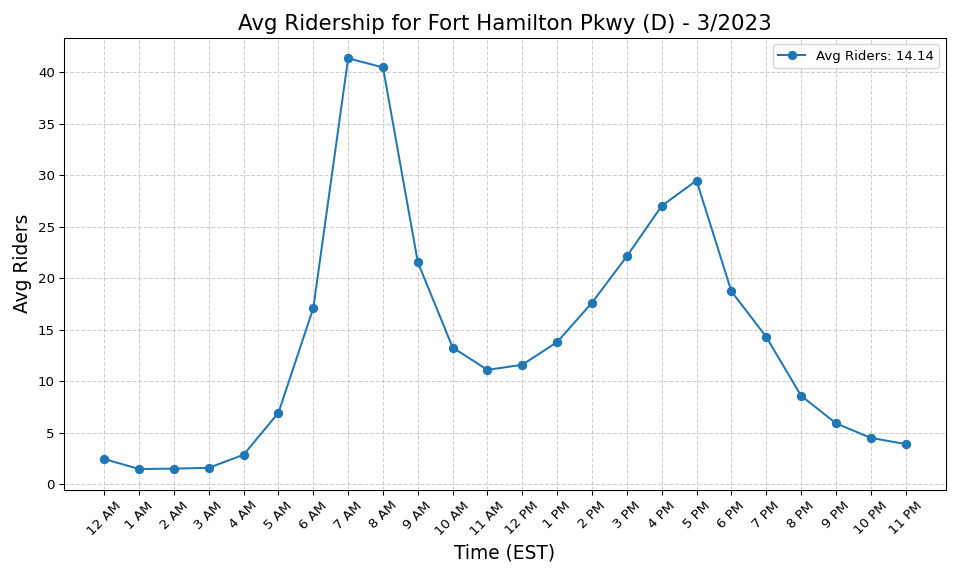 Avg Ridership for Fort Hamilton Pkwy (D) - 3/2023
Avg Riders: 14.14
Avg Riders
40
35
30
25
20
15
10
5
0
12 AM
1 AM
2 AM
3 AM
4 AM
5 AM
6 AM
7 AM
8 AM
9 AM
10 AM
11 AM
12 PM
1 PM
2 PM
3 PM
4 PM
5 PM
6 PM
7 PM
8 PM
9 PM
10 PM
11 PM
Time (EST)